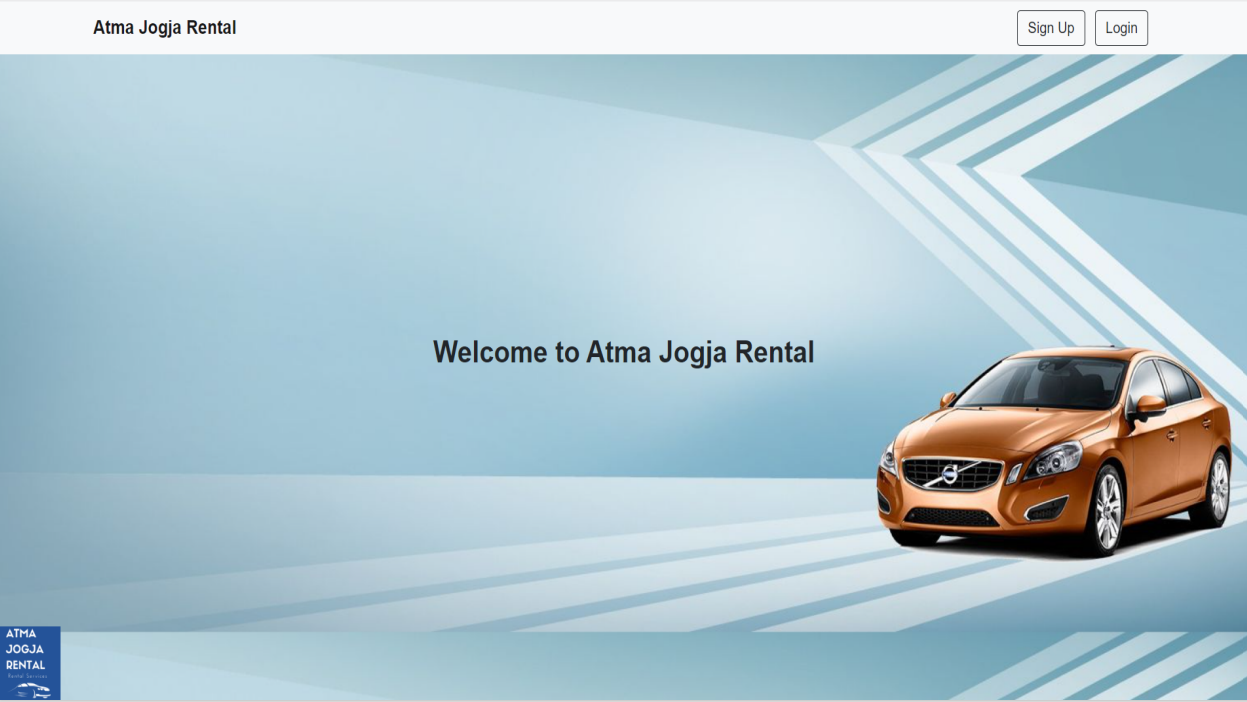 Atma Jogja Rental
Sign Up
Login
Welcome to Atma Jogja Rental
ATMA
JOGJA
RENTAL
Rental Services